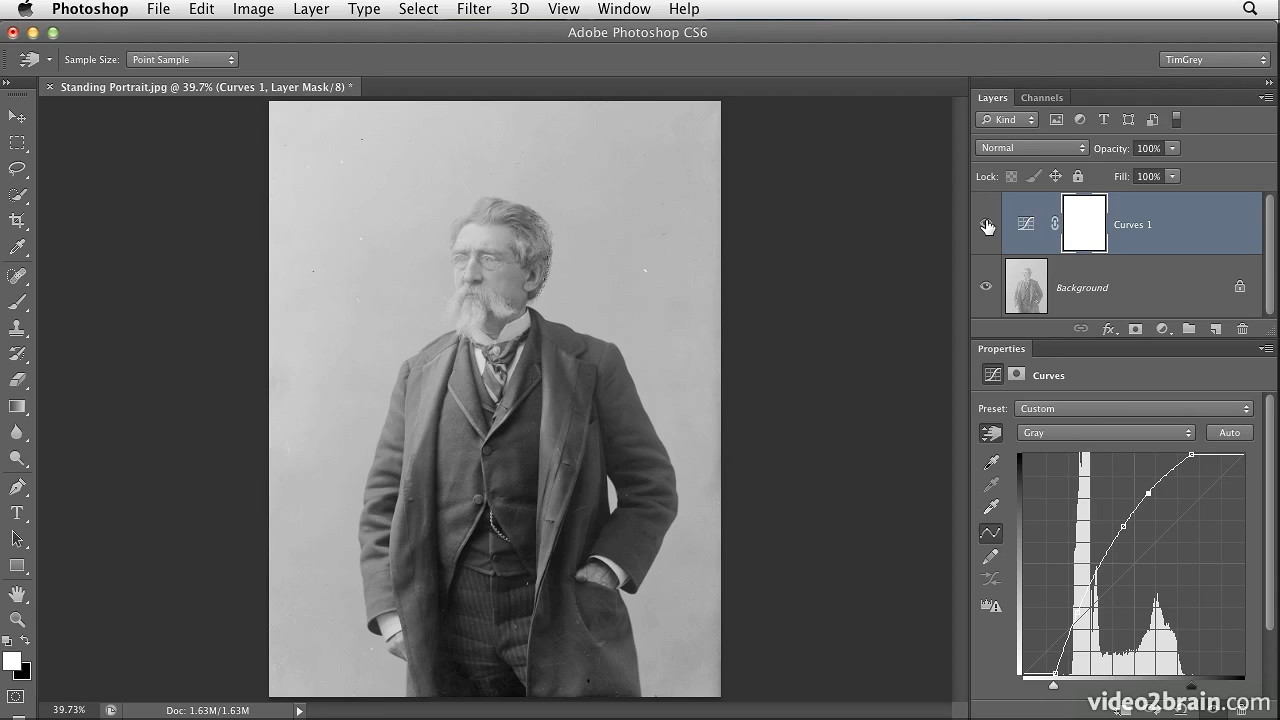 Photoshop File Edit Image Layer Type Select Filter 3D View Window Help
Adobe Photoshop CS6
Sample Size: Point Sample TimGrey
Standing Portrait.jpg @ 39.7% (Curves 1, Layer Mask/8) *
Layers Channels
Kind
Normal Opacity: 100%
Lock: Fill: 100%
Curves 1
Background
fx
Properties
Curves
Preset: Custom
Gray Auto
39.73% Doc: 1.63M/1.63M
video2brain.com